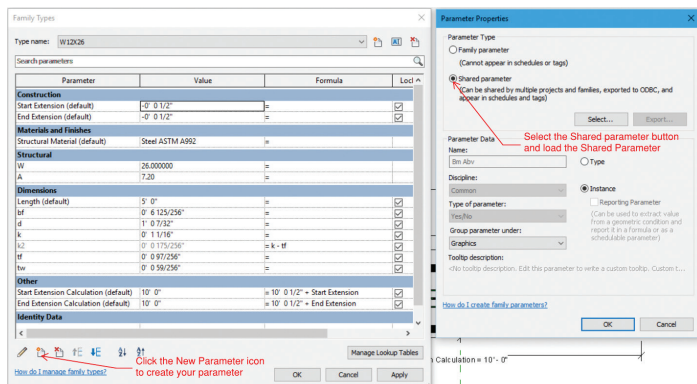 Family Types
Type name: W12X26
Search parameters
Parameter Value Formula Locl
Construction
Start Extension (default) -0' 0 1/2" =
End Extension (default) -0' 0 1/2" =
Materials and Finishes
Structural Material (default) Steel ASTM A992 =
Structural
W 26.000000 =
A 7.20 =
Dimensions
Length (default) 5' 0" =
bf 0' 6 125/256" =
d 1' 0 7/32" =
k 0' 1 1/16" =
k2 0' 0 175/256" = k - tf
tf 0' 0 97/256" =
tw 0' 0 59/256" =
Other
Start Extension Calculation (default) 10' 0" = 10' 0 1/2" + Start Extension
End Extension Calculation (default) 10' 0" = 10' 0 1/2" + End Extension
Identity Data
Click the New Parameter icon
to create your parameter
Manage Lookup Tables
How do I manage family types?
OK Cancel Apply
Parameter Properties
Parameter Type
Family parameter
(Cannot appear in schedules or tags)
Shared parameter
(Can be shared by multiple projects and families, exported to ODBC, and
appear in schedules and tags)
Select... Export...
Select the Shared parameter button
and load the Shared Parameter
Parameter Data
Name:
Bm Abv
Type
Discipline:
Common
Instance
Type of parameter:
Reporting Parameter
Yes/No
(Can be used to extract value
from a geometric condition and
report it in a formula or as a
schedulable parameter)
Group parameter under:
Graphics
Tooltip description:
<No tooltip description. Edit this parameter to write a custom tooltip. Custom t...
How do I create family parameters?
OK Cancel
n Calculation = 10' - 0"